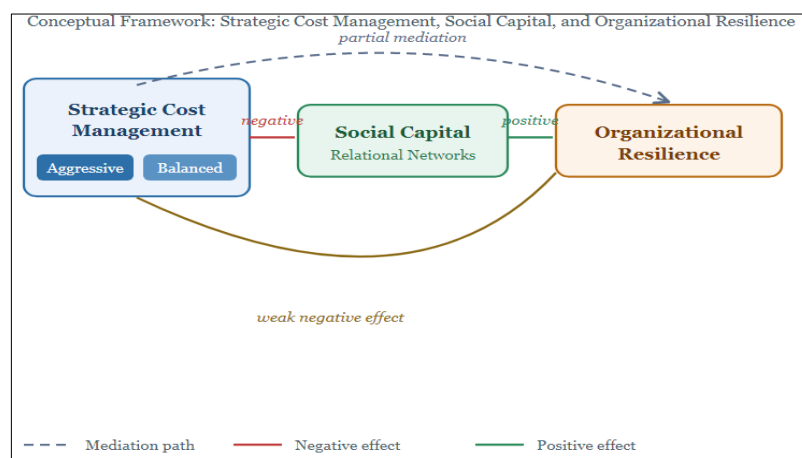 Conceptual Framework: Strategic Cost Management, Social Capital, and Organizational Resilience
partial mediation
Strategic Cost
Management
Aggressive
Balanced
negative
Social Capital
Relational Networks
positive
Organizational
Resilience
weak negative effect
Mediation path
Negative effect
Positive effect